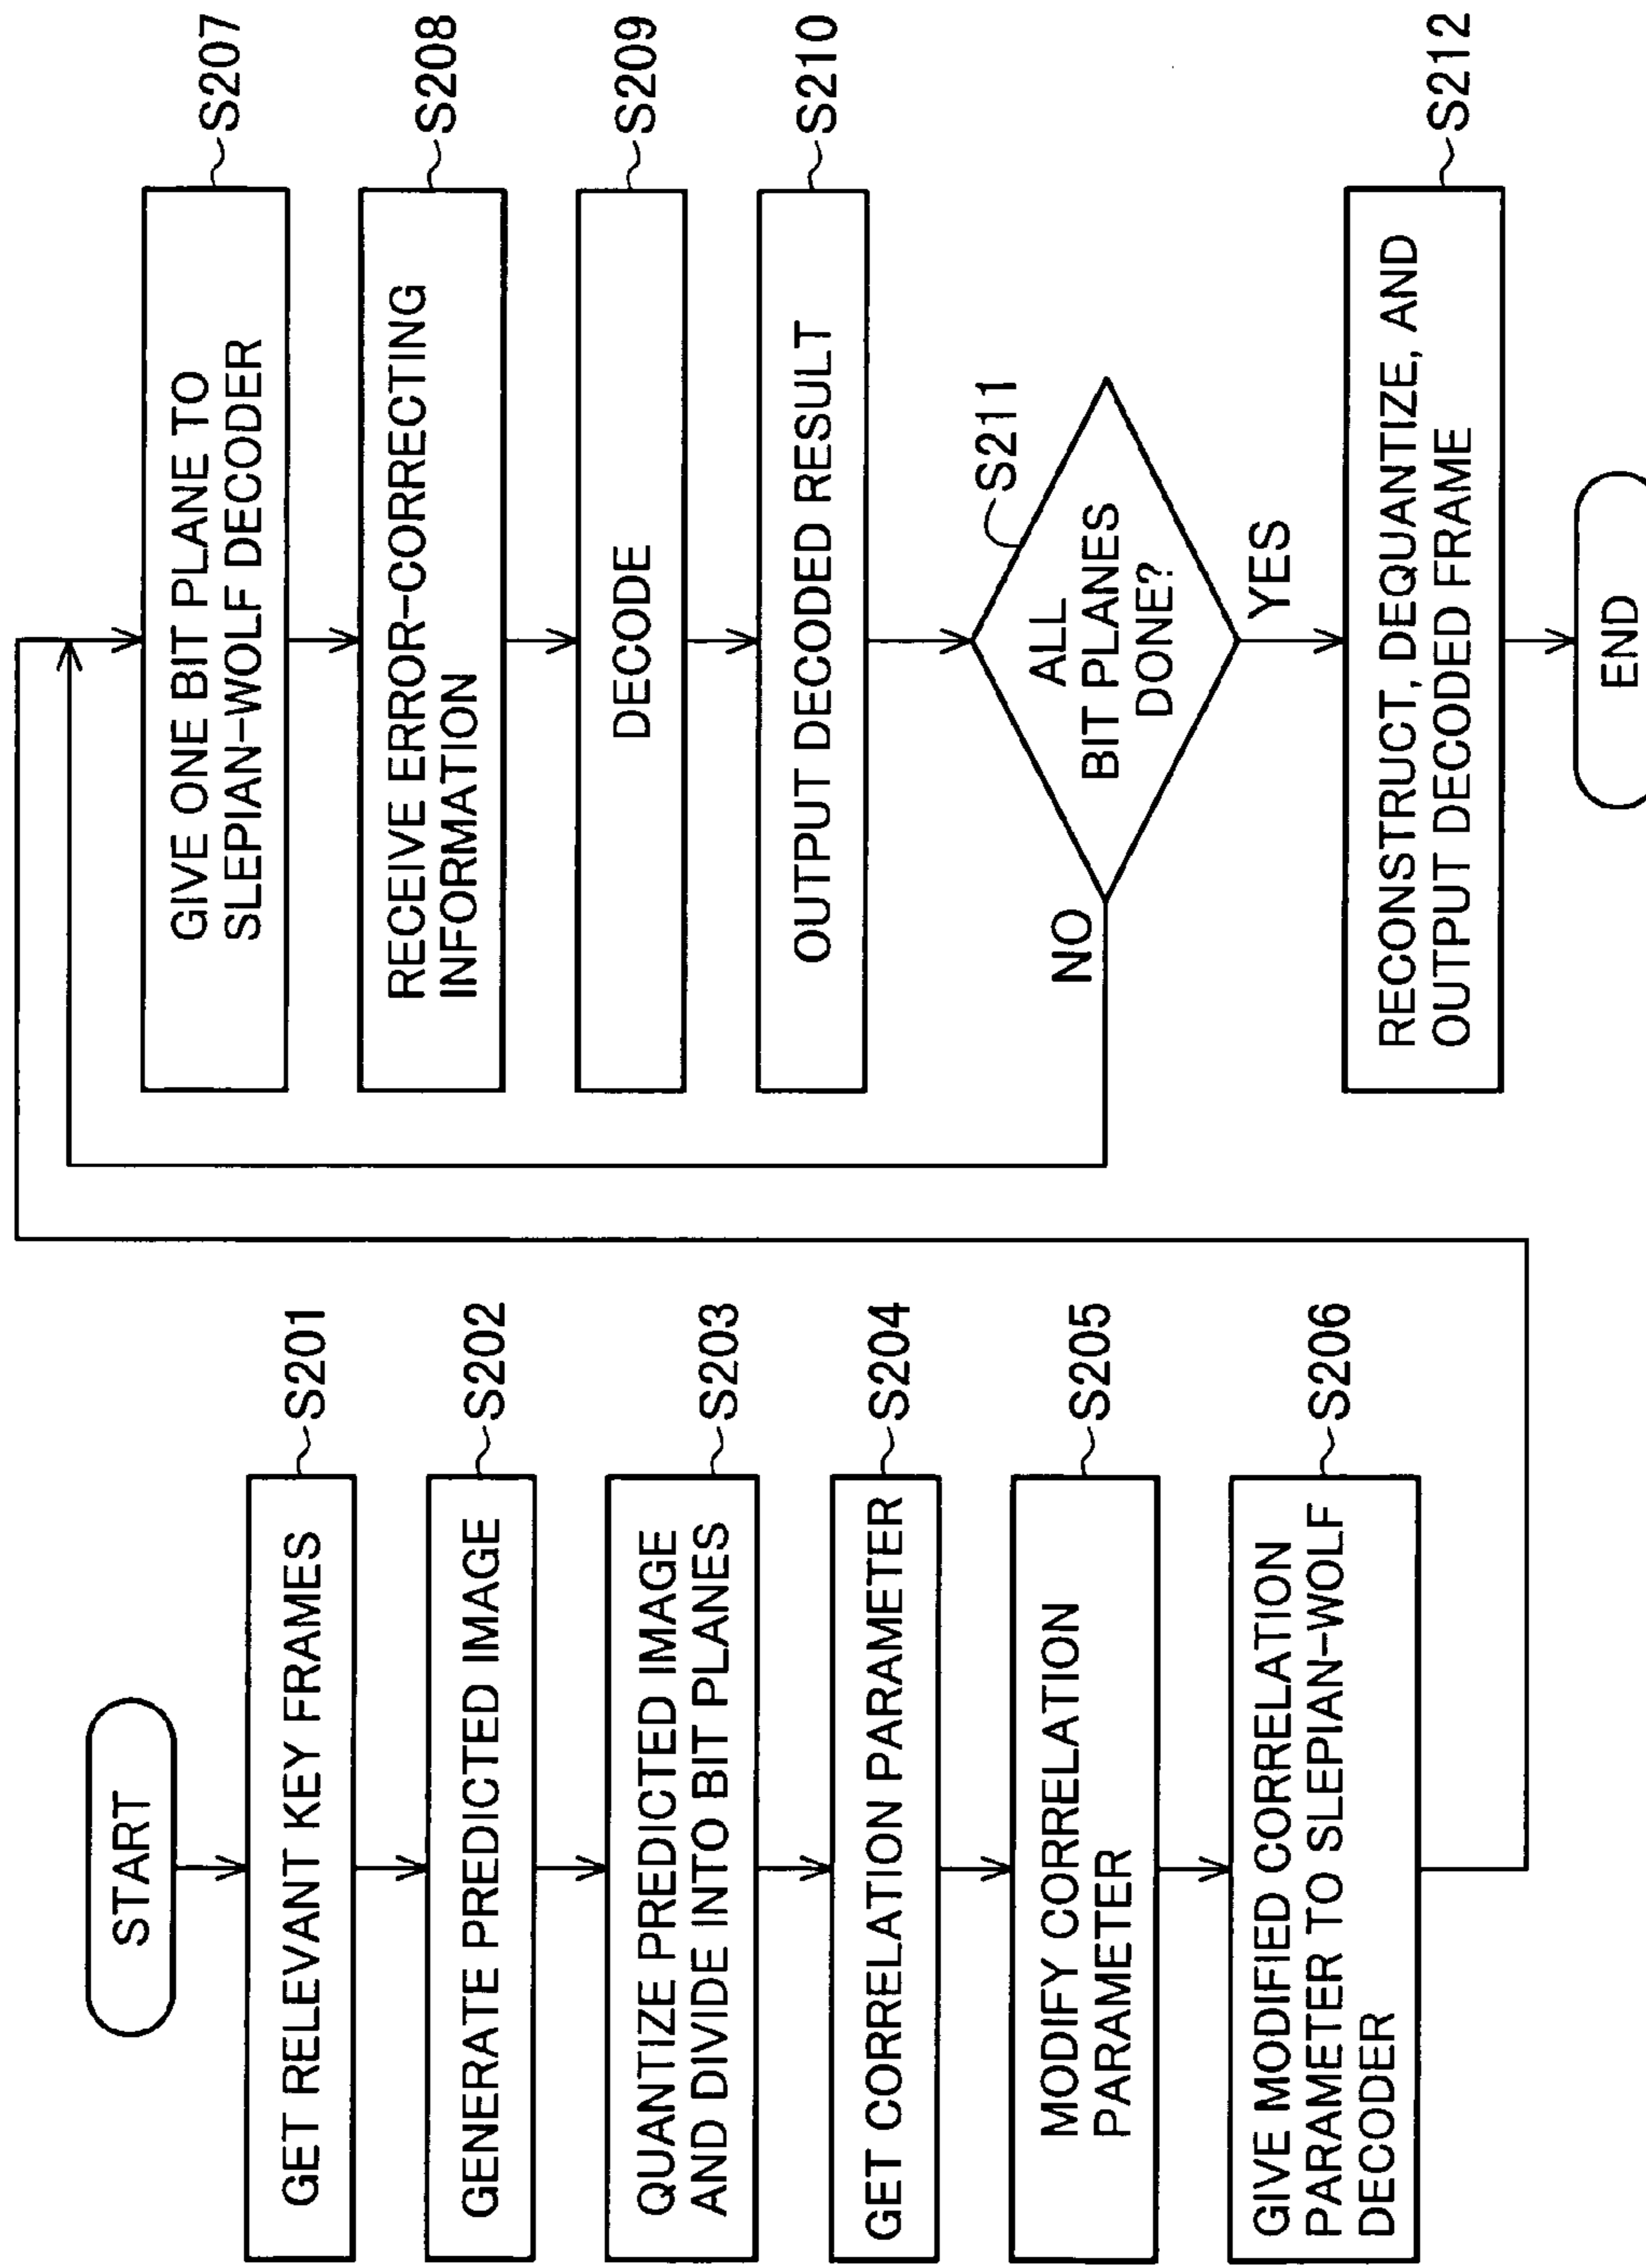 START
GET RELEVANT KEY FRAMES
S201
GENERATE PREDICTED IMAGE
S202
QUANTIZE PREDICTED IMAGE
AND DIVIDE INTO BIT PLANES
S203
GET CORRELATION PARAMETER
S204
MODIFY CORRELATION
PARAMETER
S205
GIVE MODIFIED CORRELATION
PARAMETER TO SLEPIAN-WOLF
DECODER
S206
GIVE ONE BIT PLANE TO
SLEPIAN-WOLF DECODER
S207
RECEIVE ERROR-CORRECTING
INFORMATION
S208
DECODE
S209
OUTPUT DECODED RESULT
S210
ALL
BIT PLANES
DONE?
S211
NO
YES
RECONSTRUCT, DEQUANTIZE, AND
OUTPUT DECODED FRAME
S212
END